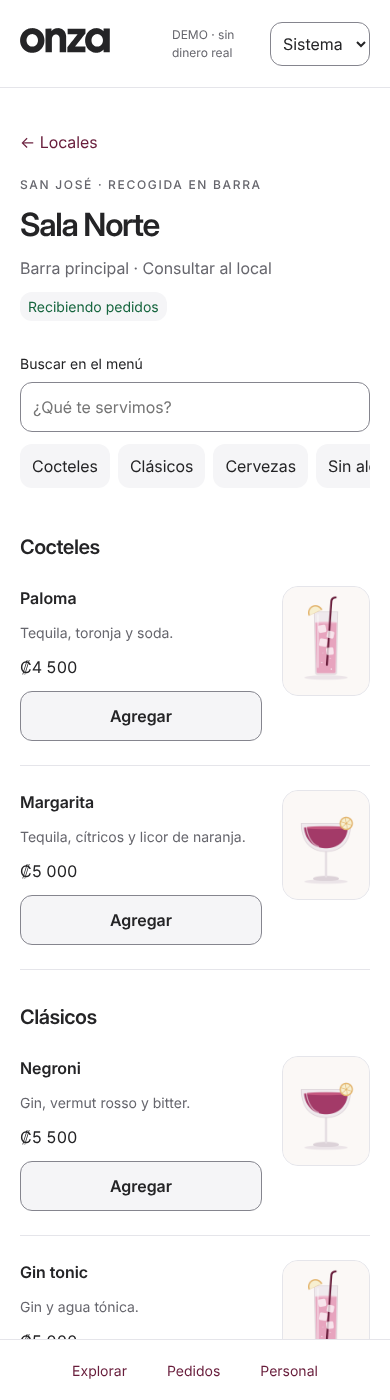 onza
DEMO · sin
dinero real
Sistema
← Locales
SAN JOSÉ · RECOGIDA EN BARRA
Sala Norte
Barra principal · Consultar al local
Recibiendo pedidos
Buscar en el menú
¿Qué te servimos?
Cocteles Clásicos Cervezas Sin
Cocteles
Paloma
Tequila, toronja y soda.
₡4 500
Agregar
Margarita
Tequila, cítricos y licor de naranja.
₡5 000
Agregar
Clásicos
Negroni
Gin, vermut rosso y bitter.
₡5 500
Agregar
Gin tonic
Gin y agua tónica.
Explorar Pedidos Personal